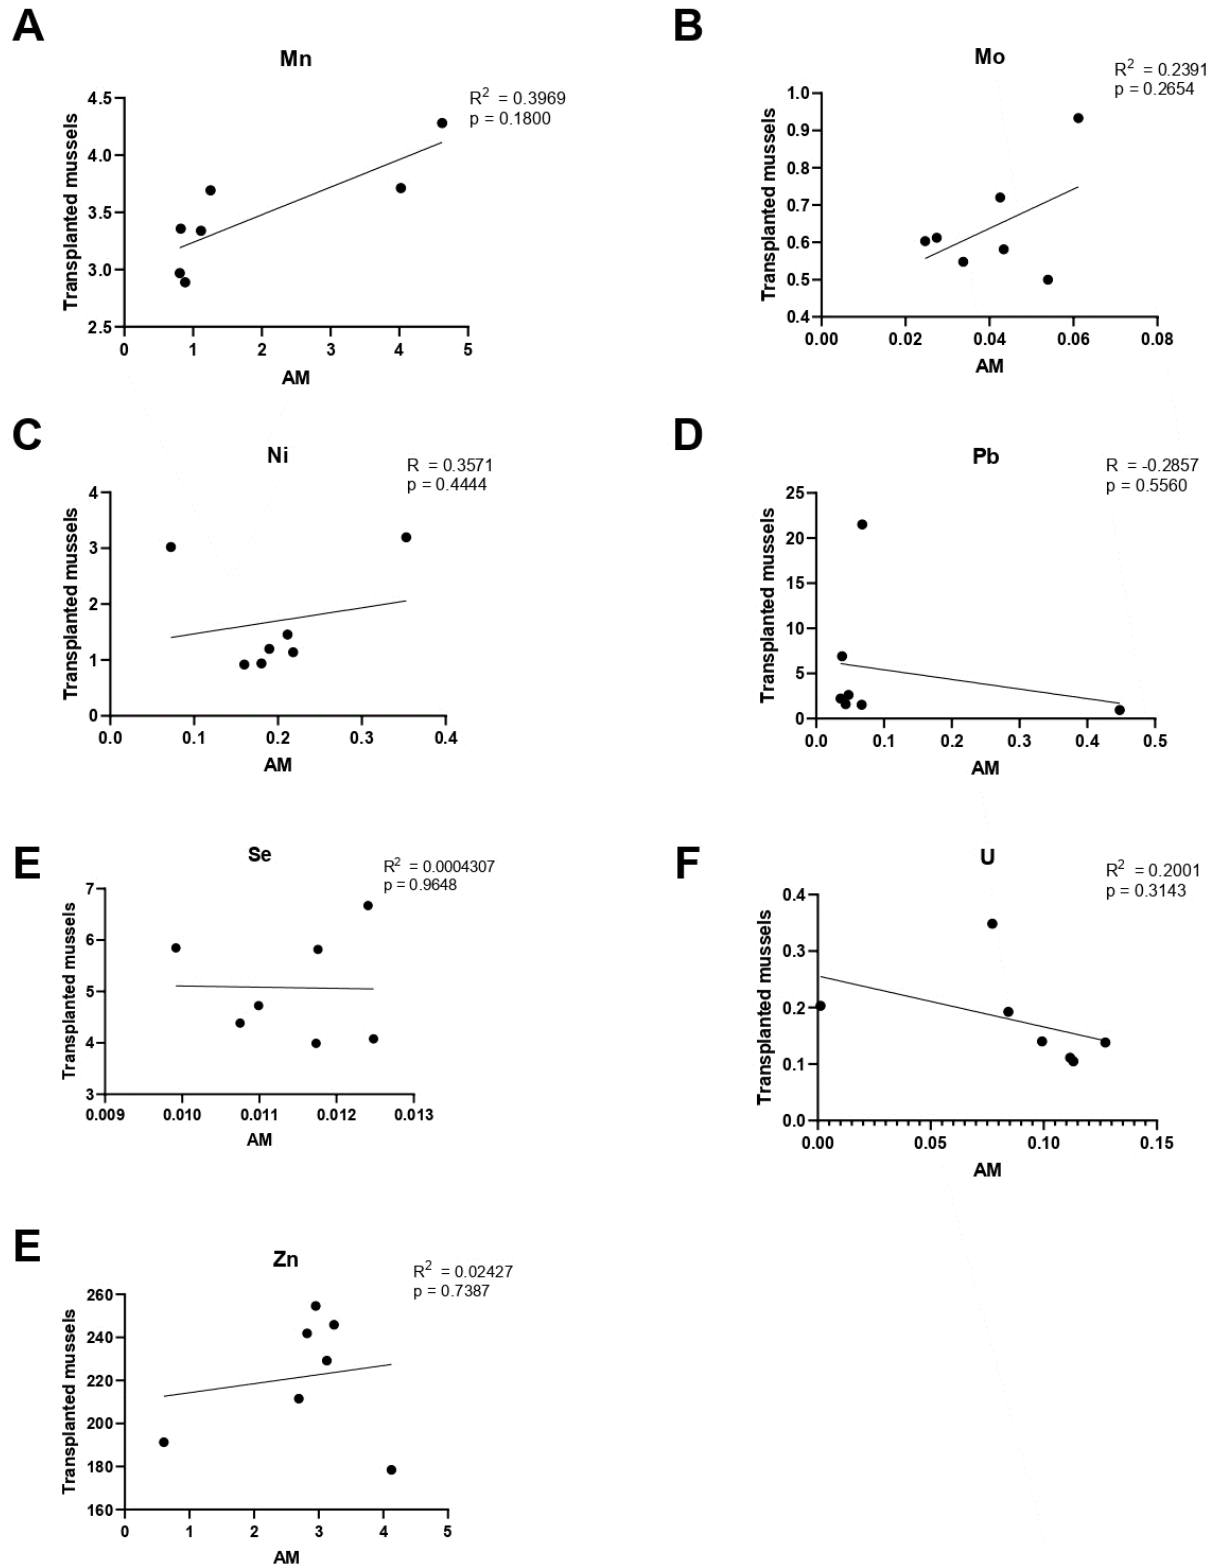 A
Mn
R2 = 0.3969
p = 0.1800
Transplanted mussels
4.5
4.0
3.5
3.0
2.5
0 1 2 3 4 5
AM
B
Mo
R2 = 0.2391
p = 0.2654
Transplanted mussels
1.0
0.9
0.8
0.7
0.6
0.5
0.4
0.00 0.02 0.04 0.06 0.08
AM
C
Ni
R = 0.3571
p = 0.4444
Transplanted mussels
4
3
2
1
0
0.0 0.1 0.2 0.3 0.4
AM
D
Pb
R = -0.2857
p = 0.5560
Transplanted mussels
25
20
15
10
5
0
0.0 0.1 0.2 0.3 0.4 0.5
AM
E
Se
R2 = 0.0004307
p = 0.9648
Transplanted mussels
7
6
5
4
3
0.009 0.010 0.011 0.012 0.013
AM
F
U
R2 = 0.2001
p = 0.3143
Transplanted mussels
0.4
0.3
0.2
0.1
0.0
0.00 0.05 0.10 0.15
AM
E
Zn
R2 = 0.02427
p = 0.7387
Transplanted mussels
260
240
220
200
180
160
0 1 2 3 4 5
AM